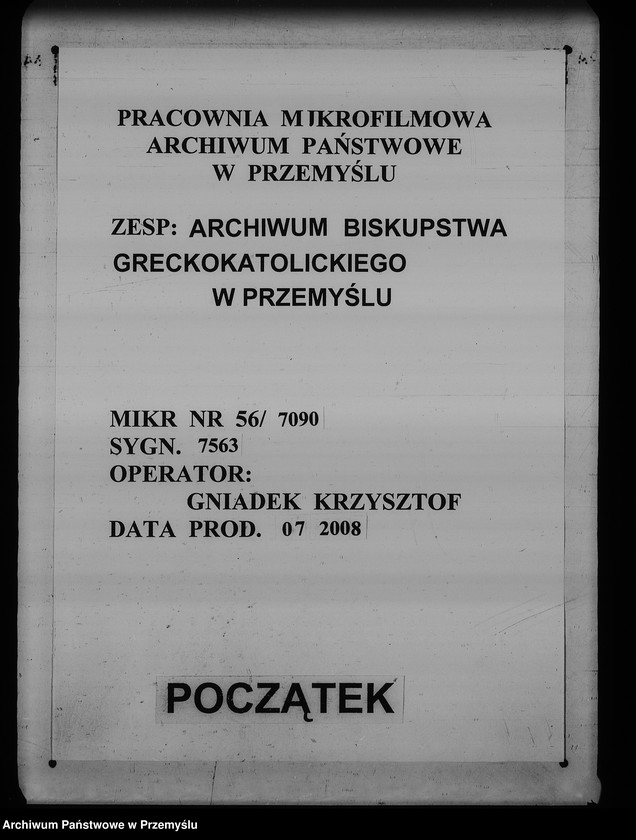 PRACOWNIA MIKROFILMOWA
ARCHIWUM PAŃSTWOWE
W PRZEMYŚLU
ZESP: ARCHIWUM BISKUPSTWA
GRECKOKATOLICKIEGO
W PRZEMYŚLU
MIKR NR 56/ 7090
SYGN. 7563
OPERATOR:
GNIADEK KRZYSZTOF
DATA PROD. 07 2008
POCZĄTEK
Archiwum Państwowe w Przemyślu